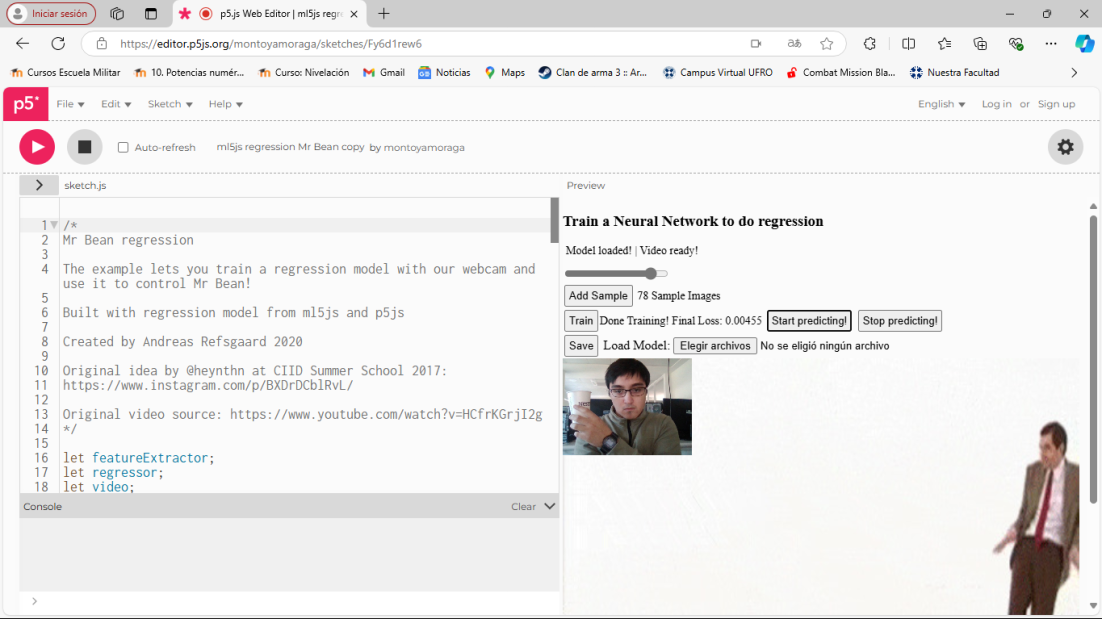 Iniciar sesión
p5.js Web Editor | ml5js regre
https://editor.p5js.org/montoyamoraga/sketches/Fy6d1rew6
Cursos Escuela Militar
10. Potencias numér...
Curso: Nivelación
Gmail
Noticias
Maps
Clan de arma 3 :: Ar...
Campus Virtual UFRO
Combat Mission Bla...
Nuestra Facultad
p5*
File
Edit
Sketch
Help
English
Log in or Sign up
Auto-refresh
ml5js regression Mr Bean copy by montoyamoraga
> sketch.js
Preview
1 /*
2 Mr Bean regression
3
4 The example lets you train a regression model with our webcam and
use it to control Mr Bean!
5
6 Built with regression model from ml5js and p5js
7
8 Created by Andreas Refsgaard 2020
9
10 Original idea by @heynthn at CIID Summer School 2017:
11 https://www.instagram.com/p/BXDrDCblRvL/
12
13 Original video source: https://www.youtube.com/watch?v=HCfrKGrjI2g
14 */
15
16 let featureExtractor;
17 let regressor;
18 let video;
Console
Clear
>
Train a Neural Network to do regression
Model loaded! | Video ready!
Add Sample 78 Sample Images
Train Done Training! Final Loss: 0.00455 Start predicting! Stop predicting!
Save Load Model: Elegir archivos No se eligió ningún archivo